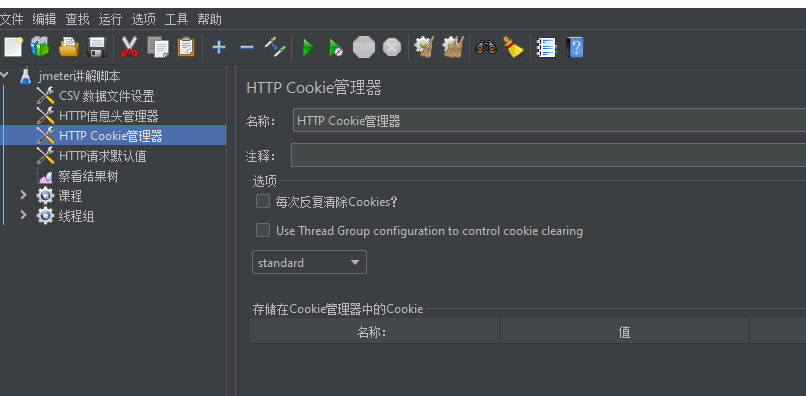 文件 编辑 查找 运行 选项 工具 帮助
jmeten讲解脚本
CSV 数据文件设置
HTTP信息头管理器
HTTP Cookie管理器
HTTP请求默认值
察看结果树
课程
线程组
HTTP Cookie管理器
名称： HTTP Cookie管理器
注释：
选项
每次反复清除Cookies?
Use Thread Group configuration to control cookie clearing
standard
存储在Cookie管理器中的Cookie
名称： 值